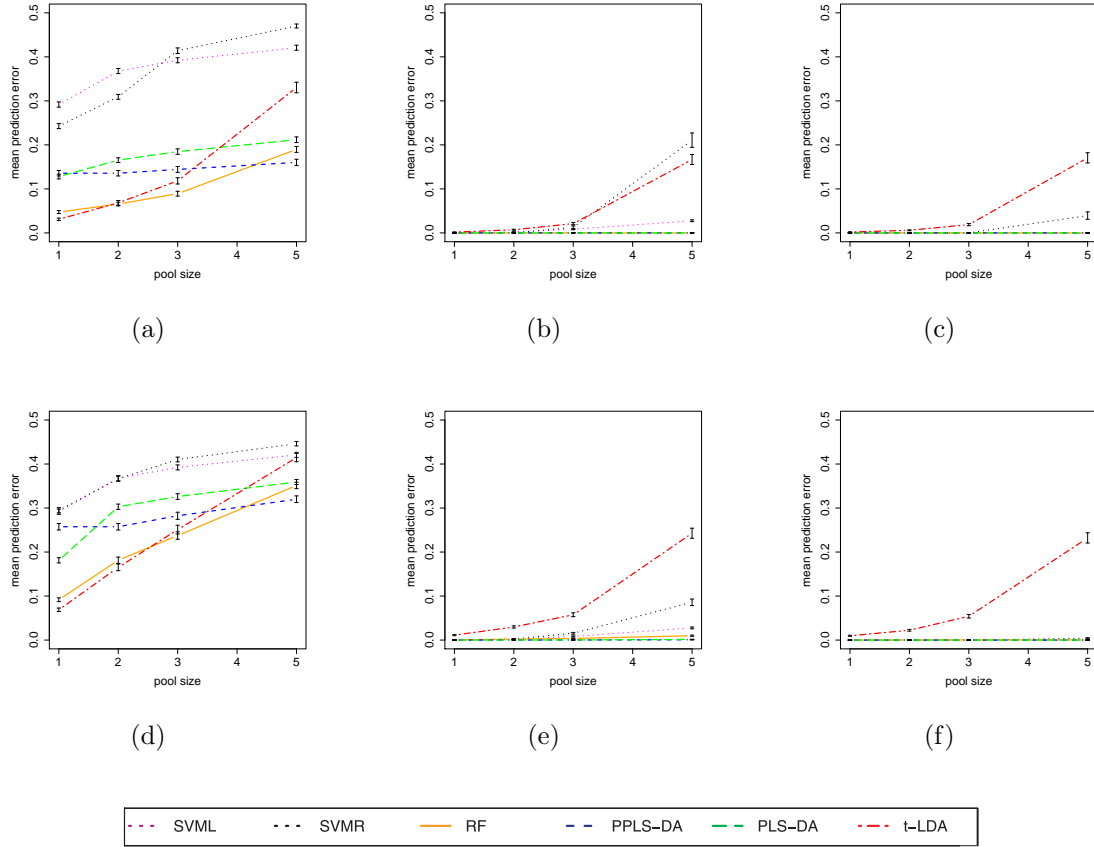 mean prediction error
0.0 0.1 0.2 0.3 0.4 0.5
1 2 3 4 5
pool size
(a)
mean prediction error
0.0 0.1 0.2 0.3 0.4 0.5
1 2 3 4 5
pool size
(b)
mean prediction error
0.0 0.1 0.2 0.3 0.4 0.5
1 2 3 4 5
pool size
(c)
mean prediction error
0.0 0.1 0.2 0.3 0.4 0.5
1 2 3 4 5
pool size
(d)
mean prediction error
0.0 0.1 0.2 0.3 0.4 0.5
1 2 3 4 5
pool size
(e)
mean prediction error
0.0 0.1 0.2 0.3 0.4 0.5
1 2 3 4 5
pool size
(f)
SVML SVMR RF PPLS−DA PLS−DA t−LDA